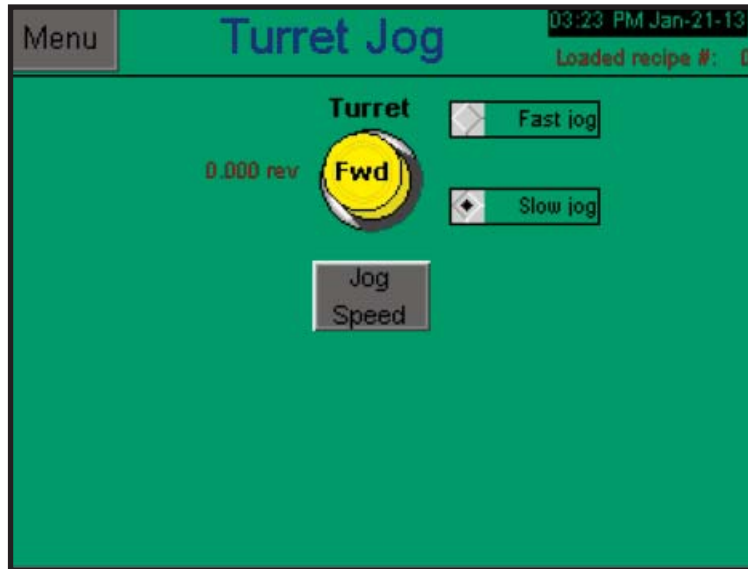 Menu
Turret Jog
03:23 PM Jan-21-13
Loaded recipe #:
Turret
Fast jog
0.000 rev
Fwd
Slow jog
Jog
Speed